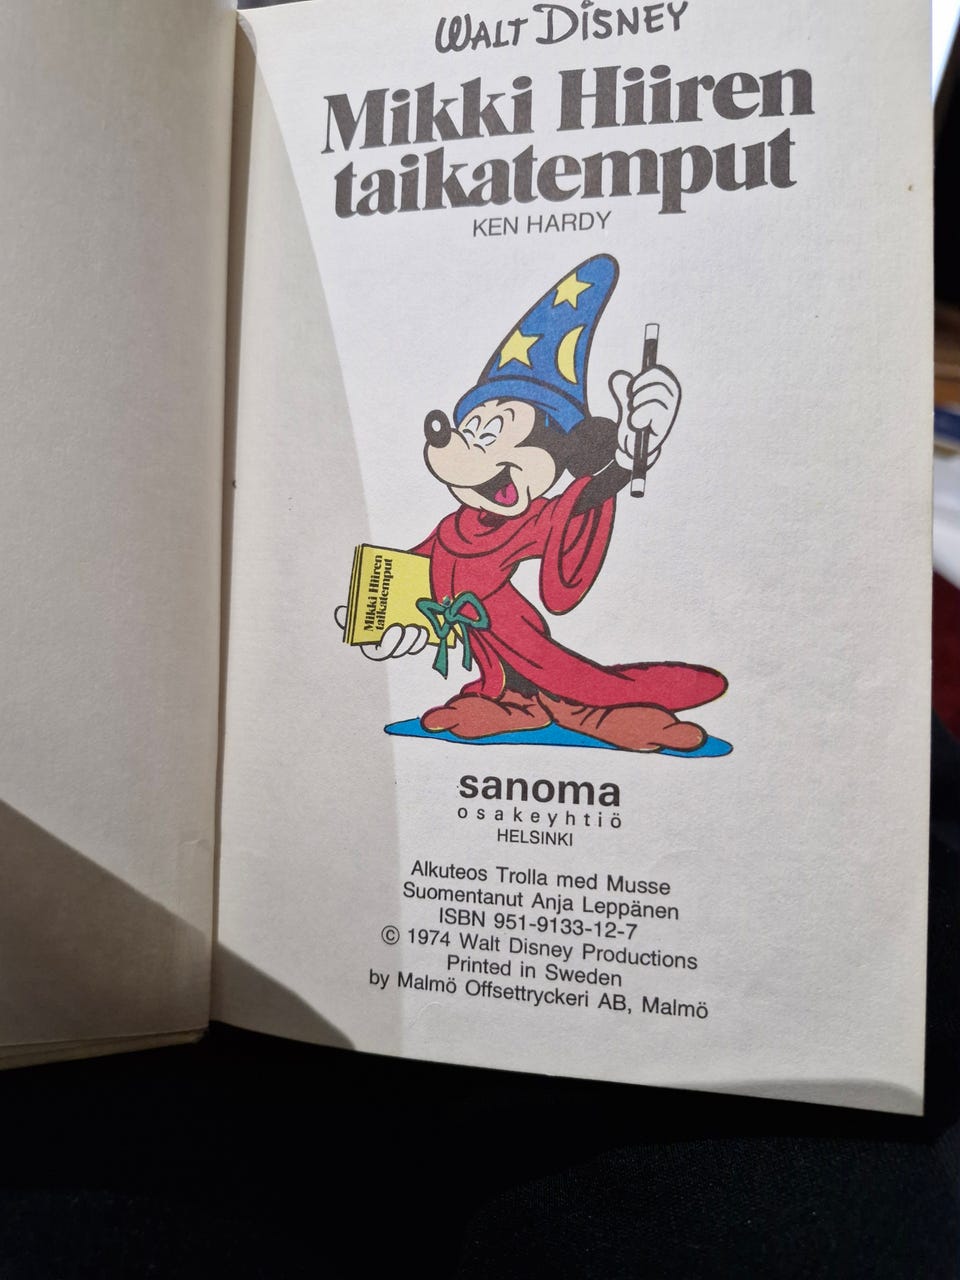 WALT DISNEY
Mikki Hiiren
taikatemput
KEN HARDY
Mikki Hiiren
taikatemput
sanoma
osakeyhtiö
HELSINKI
Alkuteos Trolla med Musse
Suomentanut Anja Leppänen
ISBN 951-9133-12-7
© 1974 Walt Disney Productions
Printed in Sweden
by Malmö Offsettryckeri AB, Malmö